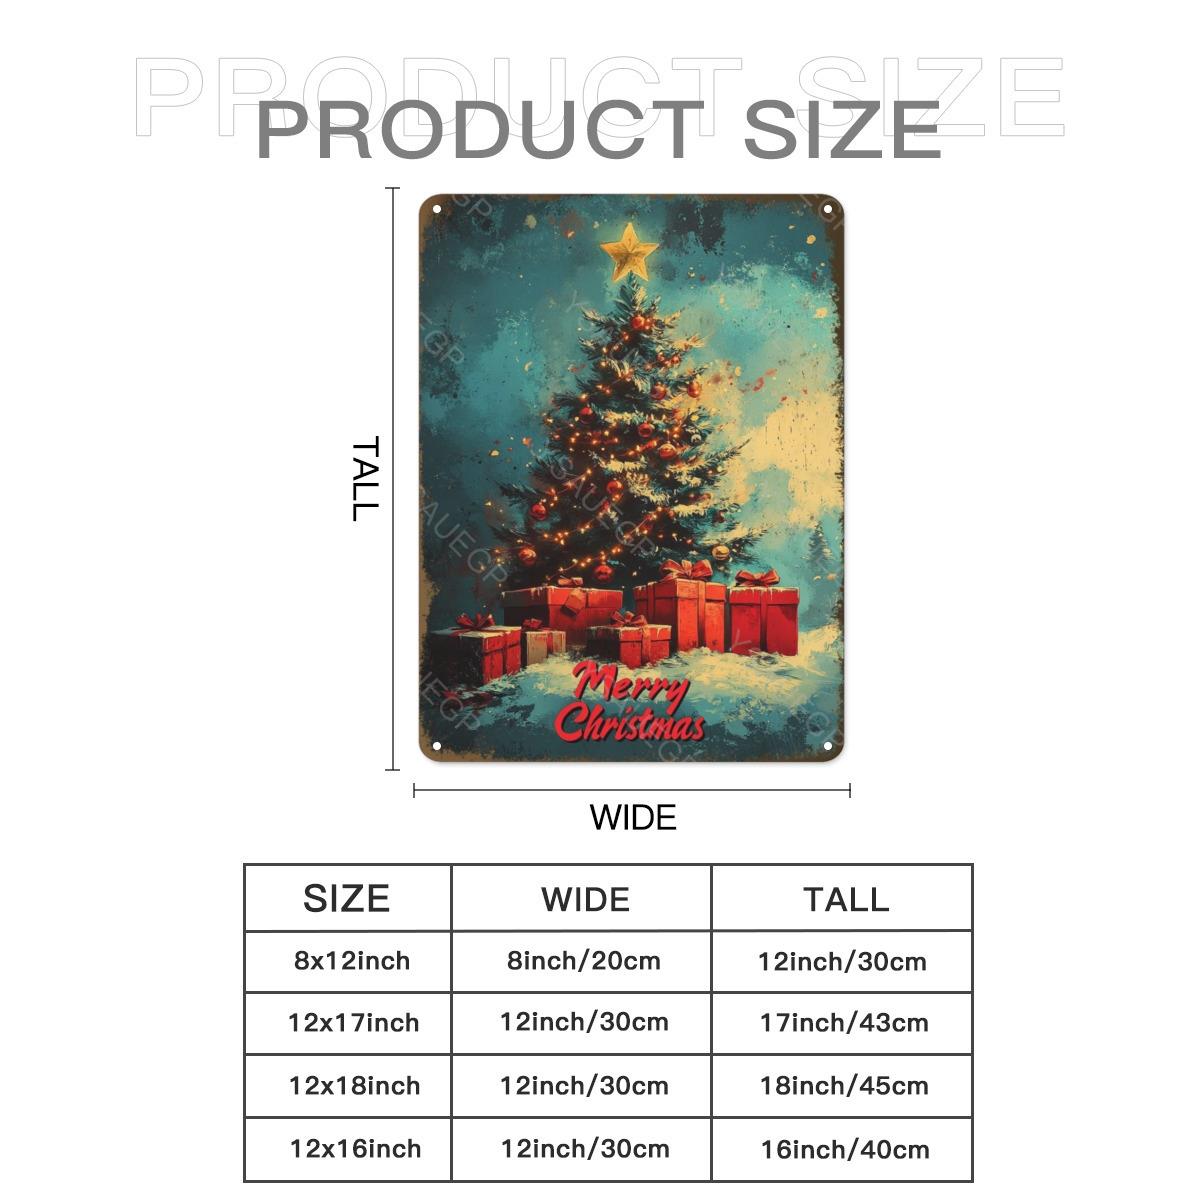 PRODUCT SIZE
PRODUCT SIZE
TALL
Merry
Christmas
WIDE
SIZE WIDE TALL
8x12inch 8inch/20cm 12inch/30cm
12x17inch 12inch/30cm 17inch/43cm
12x18inch 12inch/30cm 18inch/45cm
12x16inch 12inch/30cm 16inch/40cm